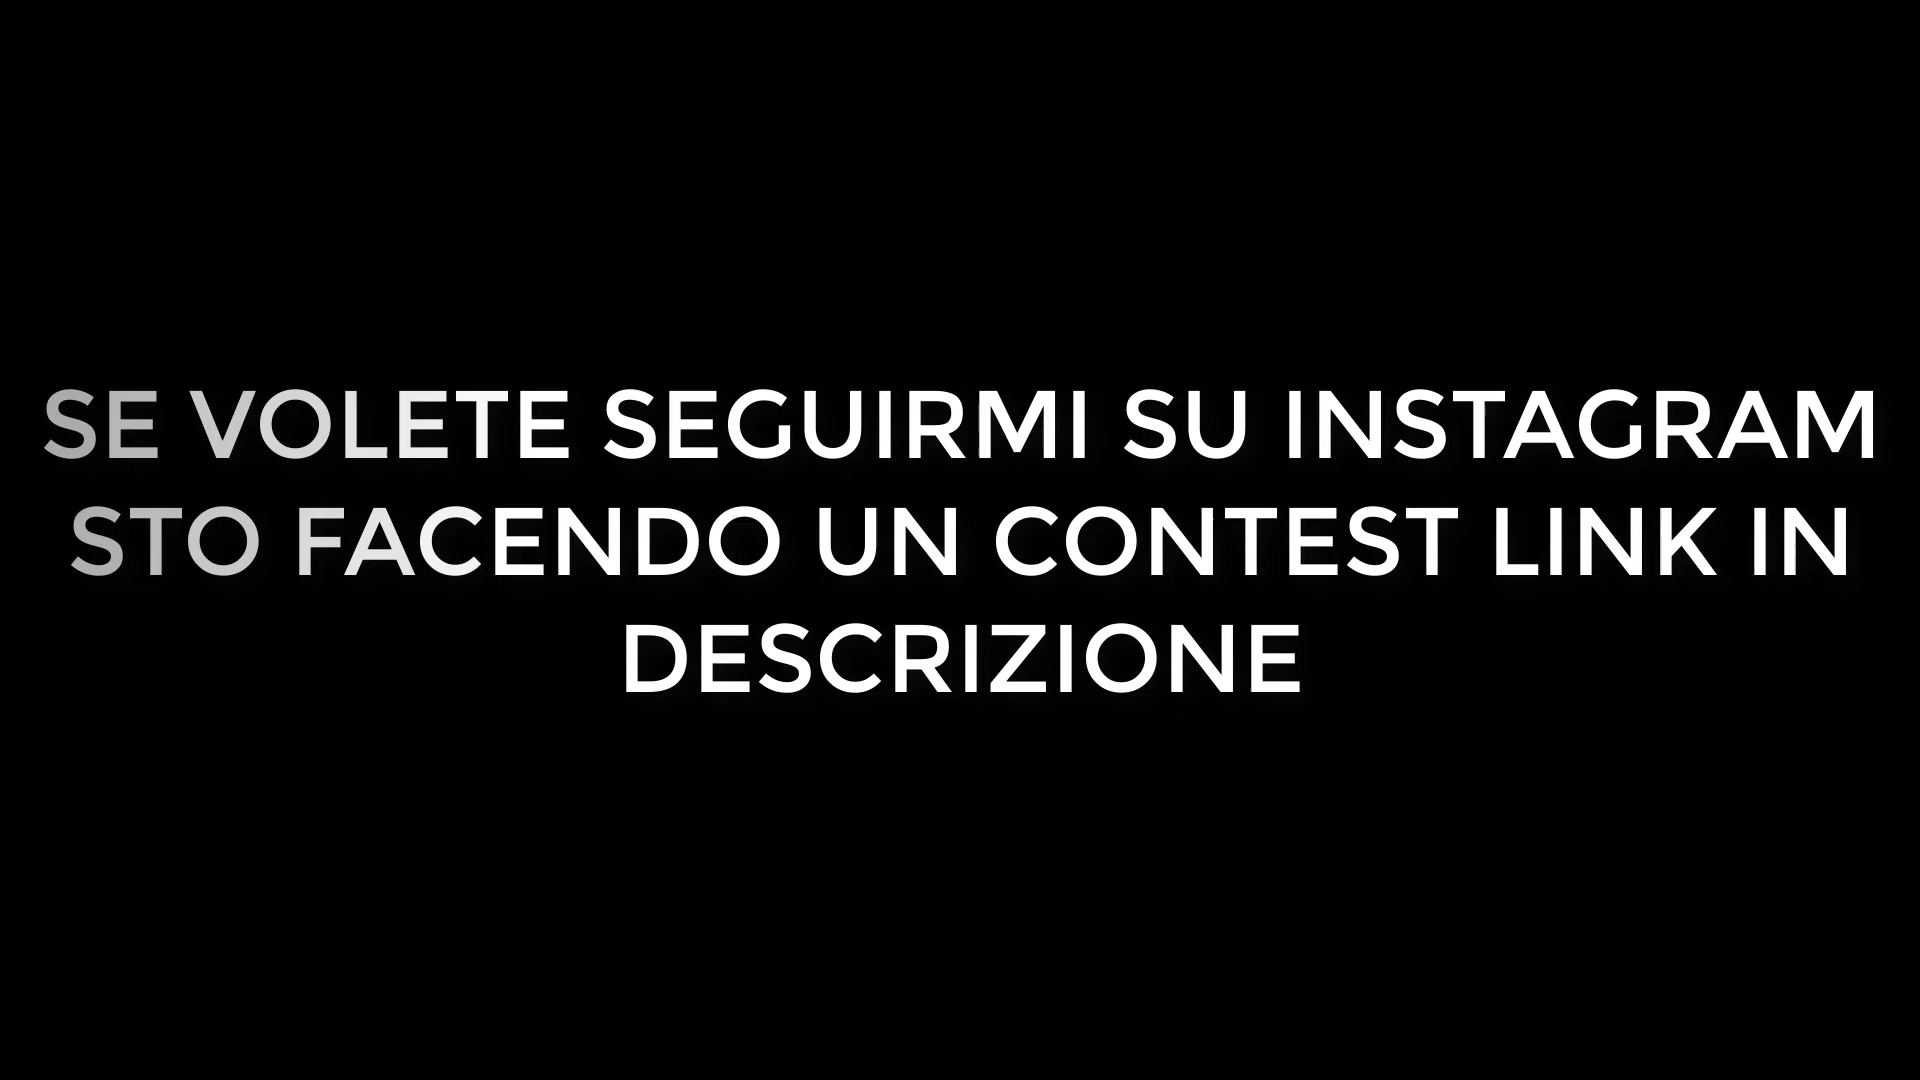 SE VOLETE SEGUIRMI SU INSTAGRAM
STO FACENDO UN CONTEST LINK IN
DESCRIZIONE